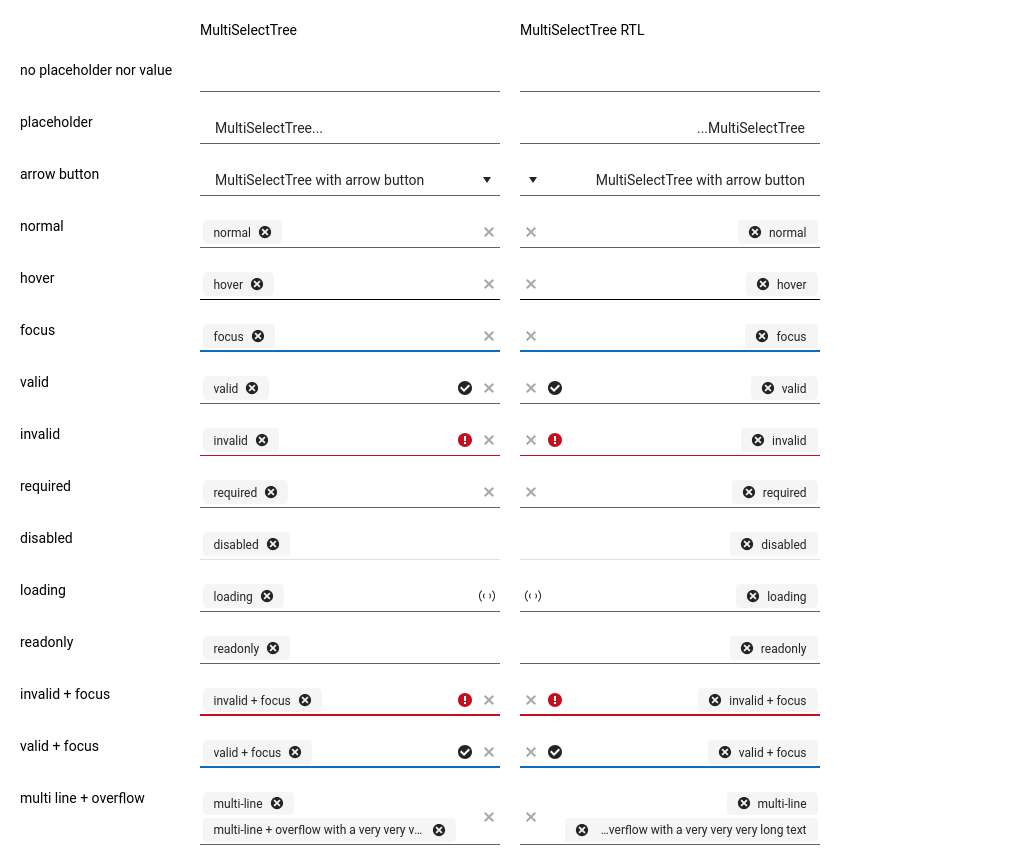 MultiSelectTree MultiSelectTree RTL
no placeholder nor value
placeholder MultiSelectTree... ...MultiSelectTree
arrow button MultiSelectTree with arrow button MultiSelectTree with arrow button
normal normal normal
hover hover hover
focus focus focus
valid valid valid
invalid invalid invalid
required required required
disabled disabled disabled
loading loading loading
readonly readonly readonly
invalid + focus invalid + focus invalid + focus
valid + focus valid + focus valid + focus
multi line + overflow multi-line multi-line
multi-line + overflow with a very very v... ...verflow with a very very very long text